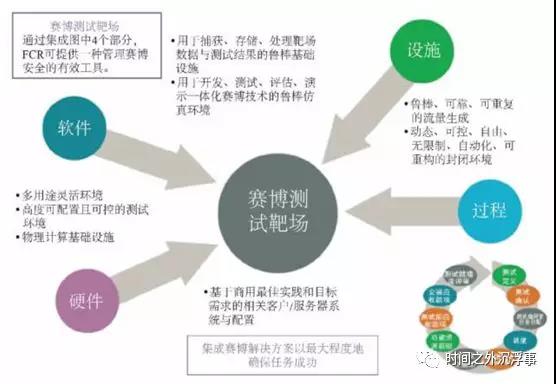 赛博测试靶场
通过集成图中4个部分,
FCR可提供一种管理赛博
安全的有效工具。
• 用于捕获、存储、处理靶场
数据与测试结果的鲁棒基础
设施
• 用于开发、测试、评估、演
示一体化赛博技术的鲁棒仿
真环境
设施
• 鲁棒、可靠、可重复
的流量生成
• 动态、可控、自由、
无限制、自动化、可
重构的封闭环境
软件
• 多用途灵活环境
• 高度可配置且可控的测试
环境
• 物理计算基础设施
赛博测
试靶场
过程
硬件
• 基于商用最佳实践和目标
需求的相关客户/服务器系
统与配置
集成赛博解决方案以最大程度地
确保任务成功
测试
定义
测试
确认
时间之外沉浮事